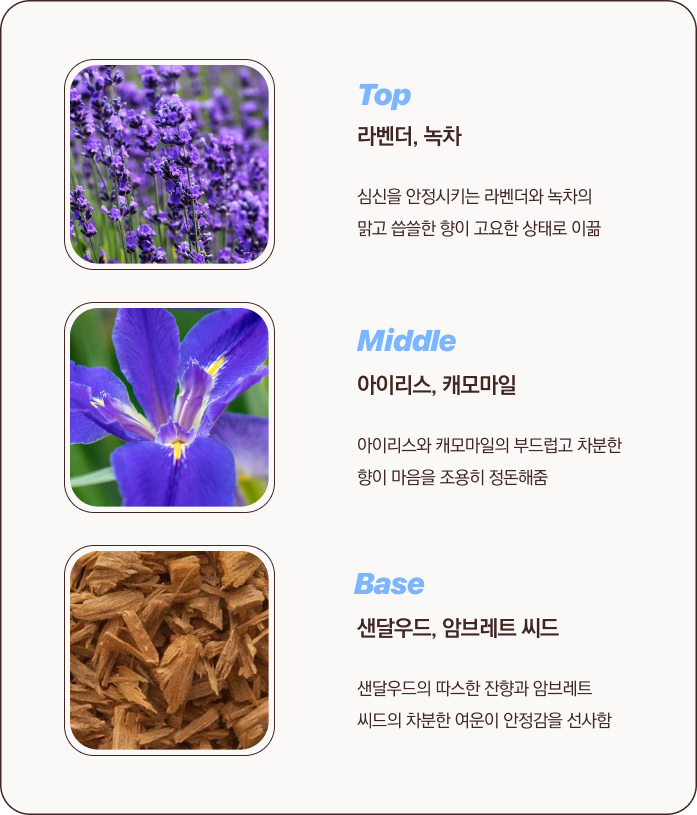 Top
라벤더, 녹차
심신을 안정시키는 라벤더와 녹차의
맑고 씁쓸한 향이 고요한 상태로 이끎
Middle
아이리스, 캐모마일
아이리스와 캐모마일의 부드럽고 차분한
향이 마음을 조용히 정돈해줌
Base
샌달우드, 암브레트 씨드
샌달우드의 따스한 잔향과 암브레트
씨드의 차분한 여운이 안정감을 선사함